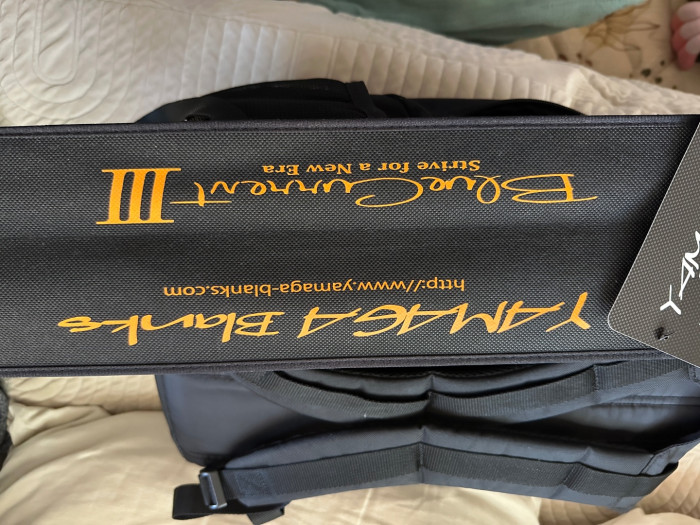 YAMAGA Blanks
http://www.yamaga-blanks.com
BlueCurrent III
Strive for a New Era